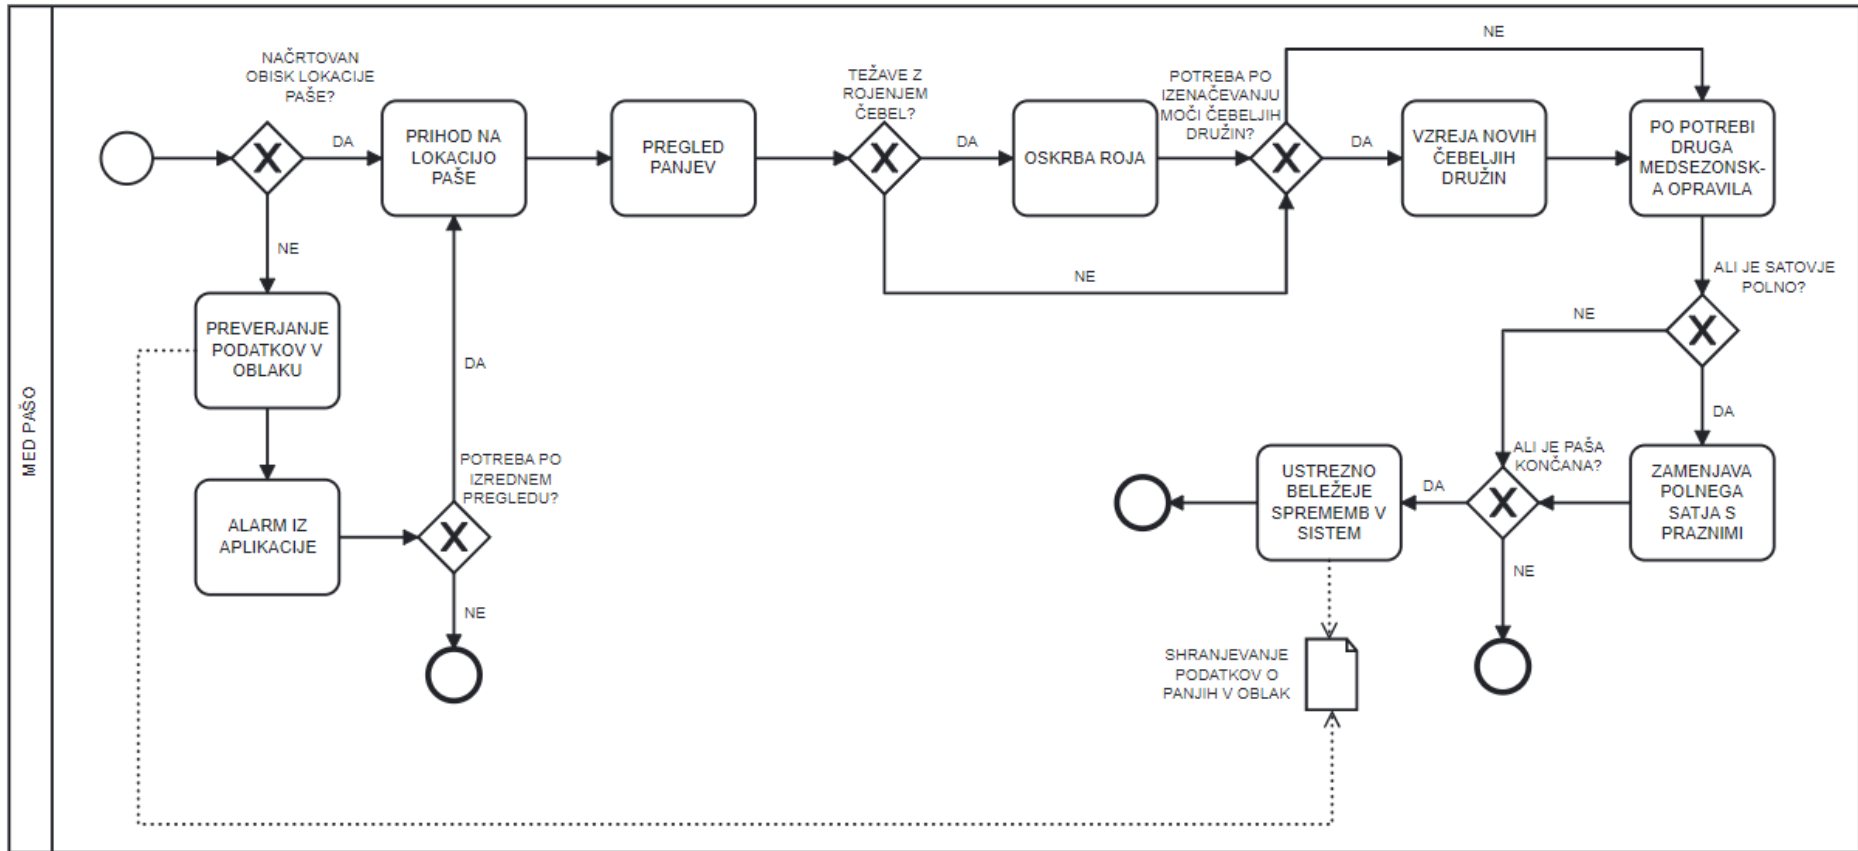 MED PAŠO
NAČRTOVAN
OBISK LOKACIJE
PAŠE?
DA
NE
PRIHOD NA
LOKACIJO
PAŠE
PREGLED
PANJEV
TEŽAVE Z
ROJENJEM
ČEBEL?
DA
NE
OSKRBA ROJA
POTREBA PO
IZENAČEVANJU
MOČI ČEBELJIH
DRUŽIN?
NE
DA
VZREJA NOVIH
ČEBELJIH
DRUŽIN
PO POTREBI
DRUGA
MEDSEZONSK-
A OPRAVILA
ALI JE SATOVJE
POLNO?
NE
DA
ZAMENJAVA
POLNEGA
SATJA S
PRAZNIMI
ALI JE PAŠA
KONČANA?
DA
NE
USTREZNO
BELEŽEJE
SPREMEMB V
SISTEM
SHRANJEVANJE
PODATKOV O
PANJIH V OBLAK
PREVERJANJE
PODATKOV V
OBLAKU
ALARM IZ
APLIKACIJE
POTREBA PO
IZREDNEM
PREGLEDU?
DA
NE